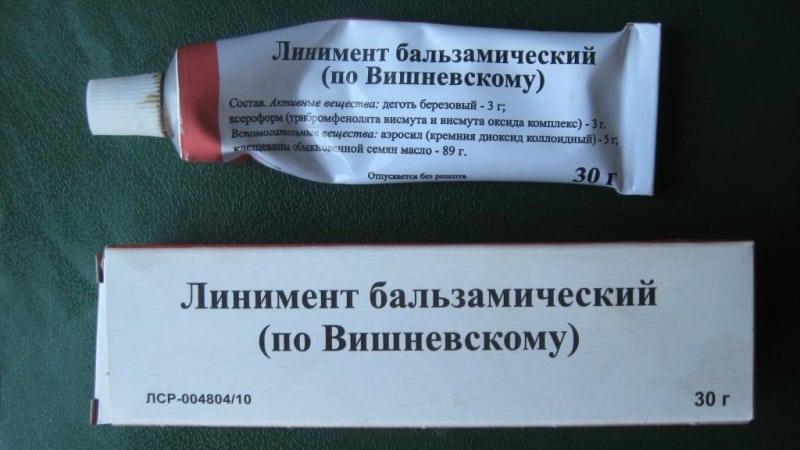 Линимент бальзамический
(по Вишневскому)
Состав. Активные вещества: деготь березовый - 3 г;
ксероформ (трибромфенолята висмута и висмута оксида комплекс) - 3 г.
Вспомогательные вещества: аэросил (кремния диоксид коллоидный) - 5 г,
клещевины обыкновенной семян масло - 89 г.
Отпускается без рецепта
30 г
Линимент бальзамический
(по Вишневскому)
ЛСР-004804/10
30 г